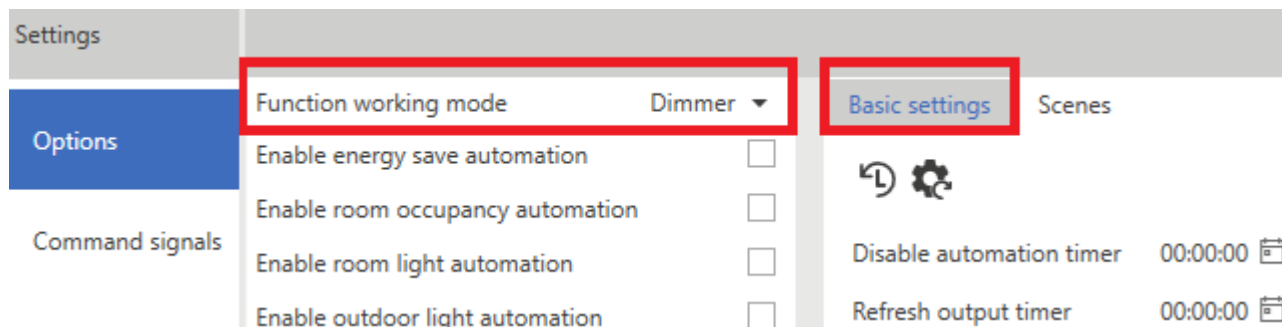 Settings
Options
Command signals
Function working mode Dimmer
Enable energy save automation
Enable room occupancy automation
Enable room light automation
Enable outdoor light automation
Basic settings Scenes
Disable automation timer 00:00:00
Refresh output timer 00:00:00